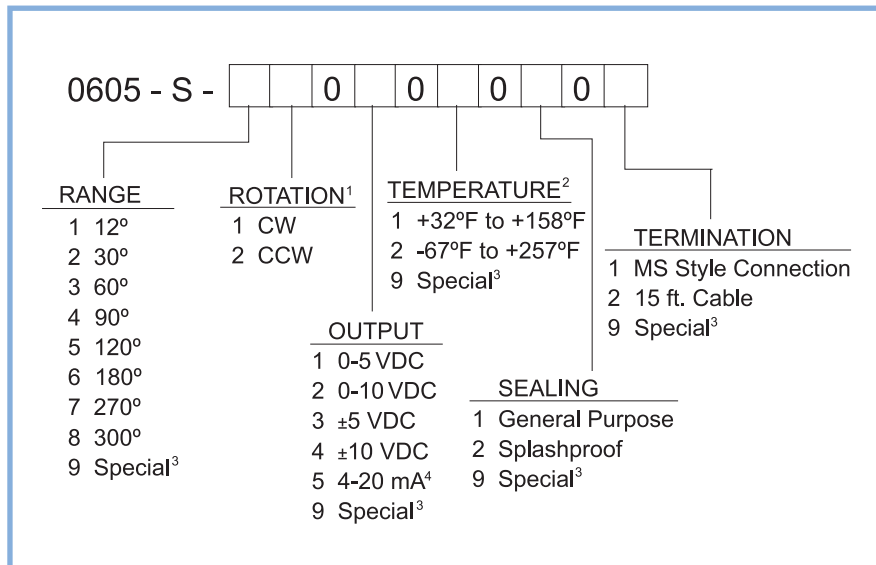 0605 - S - 0 0 0 0
RANGE
1 12º
2 30º
3 60º
4 90º
5 120º
6 180º
7 270º
8 300º
9 Special³
ROTATION¹
1 CW
2 CCW
OUTPUT
1 0-5 VDC
2 0-10 VDC
3 ±5 VDC
4 ±10 VDC
5 4-20 mA⁴
9 Special³
TEMPERATURE²
1 +32ºF to +158ºF
2 -67ºF to +257ºF
9 Special³
SEALING
1 General Purpose
2 Splashproof
9 Special³
TERMINATION
1 MS Style Connection
2 15 ft. Cable
9 Special³